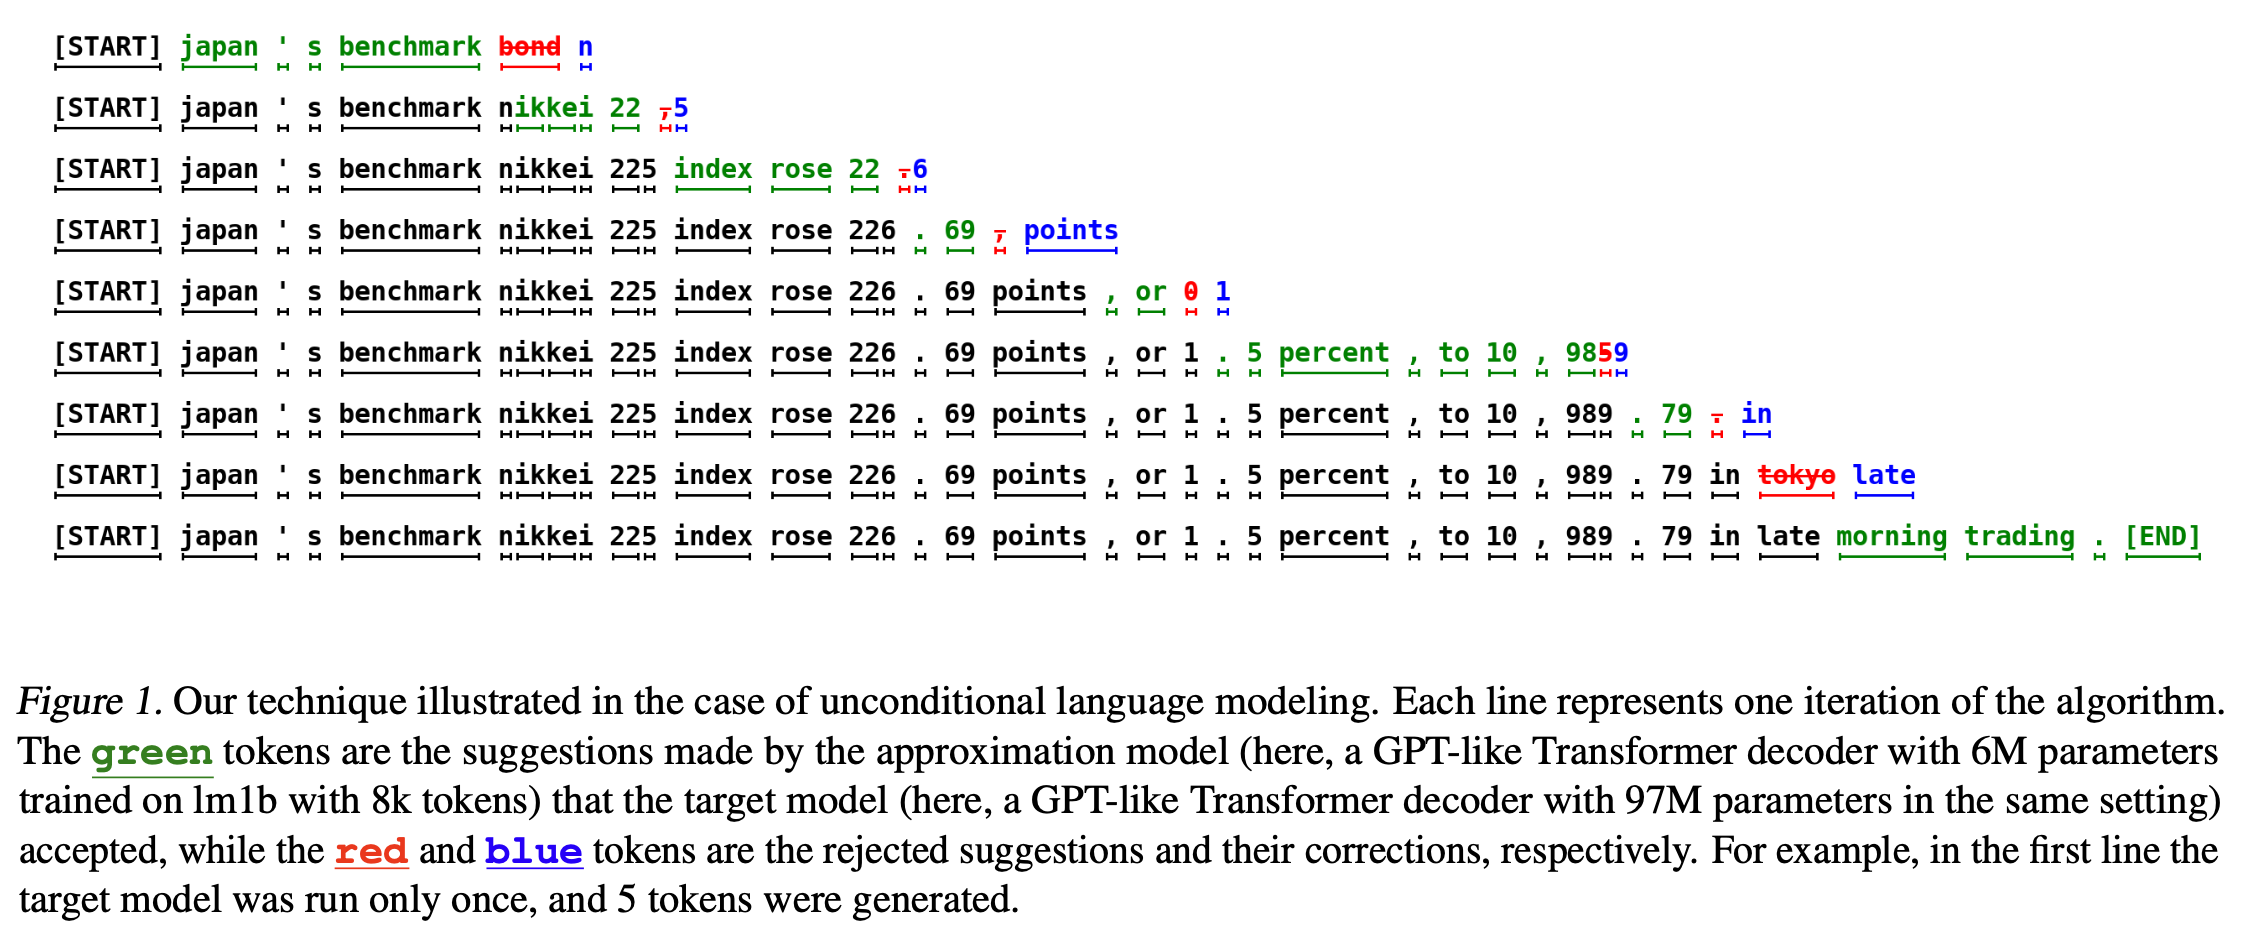 [START] japan ' s benchmark bond n
[START] japan ' s benchmark nikkei 22 ,5
[START] japan ' s benchmark nikkei 225 index rose 22 .6
[START] japan ' s benchmark nikkei 225 index rose 226 . 69 , points
[START] japan ' s benchmark nikkei 225 index rose 226 . 69 points , or 0 1
[START] japan ' s benchmark nikkei 225 index rose 226 . 69 points , or 1 . 5 percent , to 10 , 9859
[START] japan ' s benchmark nikkei 225 index rose 226 . 69 points , or 1 . 5 percent , to 10 , 989 . 79 . in
[START] japan ' s benchmark nikkei 225 index rose 226 . 69 points , or 1 . 5 percent , to 10 , 989 . 79 in tokyo late
[START] japan ' s benchmark nikkei 225 index rose 226 . 69 points , or 1 . 5 percent , to 10 , 989 . 79 in late morning trading . [END]
Figure 1. Our technique illustrated in the case of unconditional language modeling. Each line represents one iteration of the algorithm.
The green tokens are the suggestions made by the approximation model (here, a GPT-like Transformer decoder with 6M parameters
trained on lm1b with 8k tokens) that the target model (here, a GPT-like Transformer decoder with 97M parameters in the same setting)
accepted, while the red and blue tokens are the rejected suggestions and their corrections, respectively. For example, in the first line the
target model was run only once, and 5 tokens were generated.